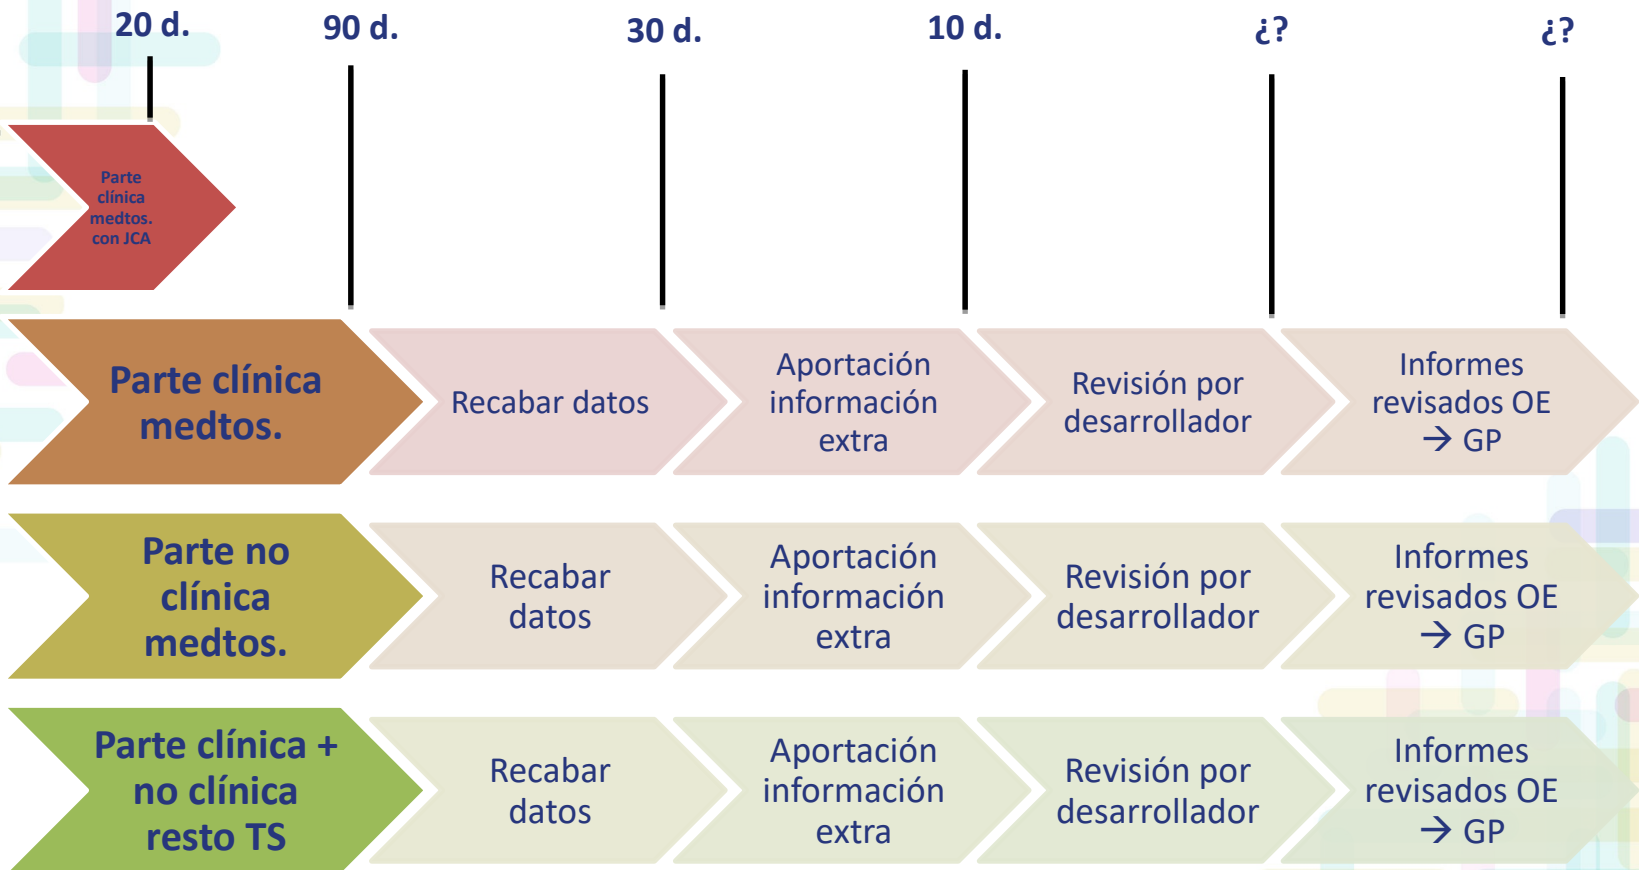 20 d.
90 d.
30 d.
10 d.
¿?
¿?
Parte
clínica
medtos.
con JCA
Parte clínica
medtos.
Recabar datos
Aportación
información
extra
Revisión por
desarrollador
Informes
revisados OE
→ GP
Parte no
clínica
medtos.
Recabar
datos
Aportación
información
extra
Revisión por
desarrollador
Informes
revisados OE
→ GP
Parte clínica +
no clínica
resto TS
Recabar
datos
Aportación
información
extra
Revisión por
desarrollador
Informes
revisados OE
→ GP